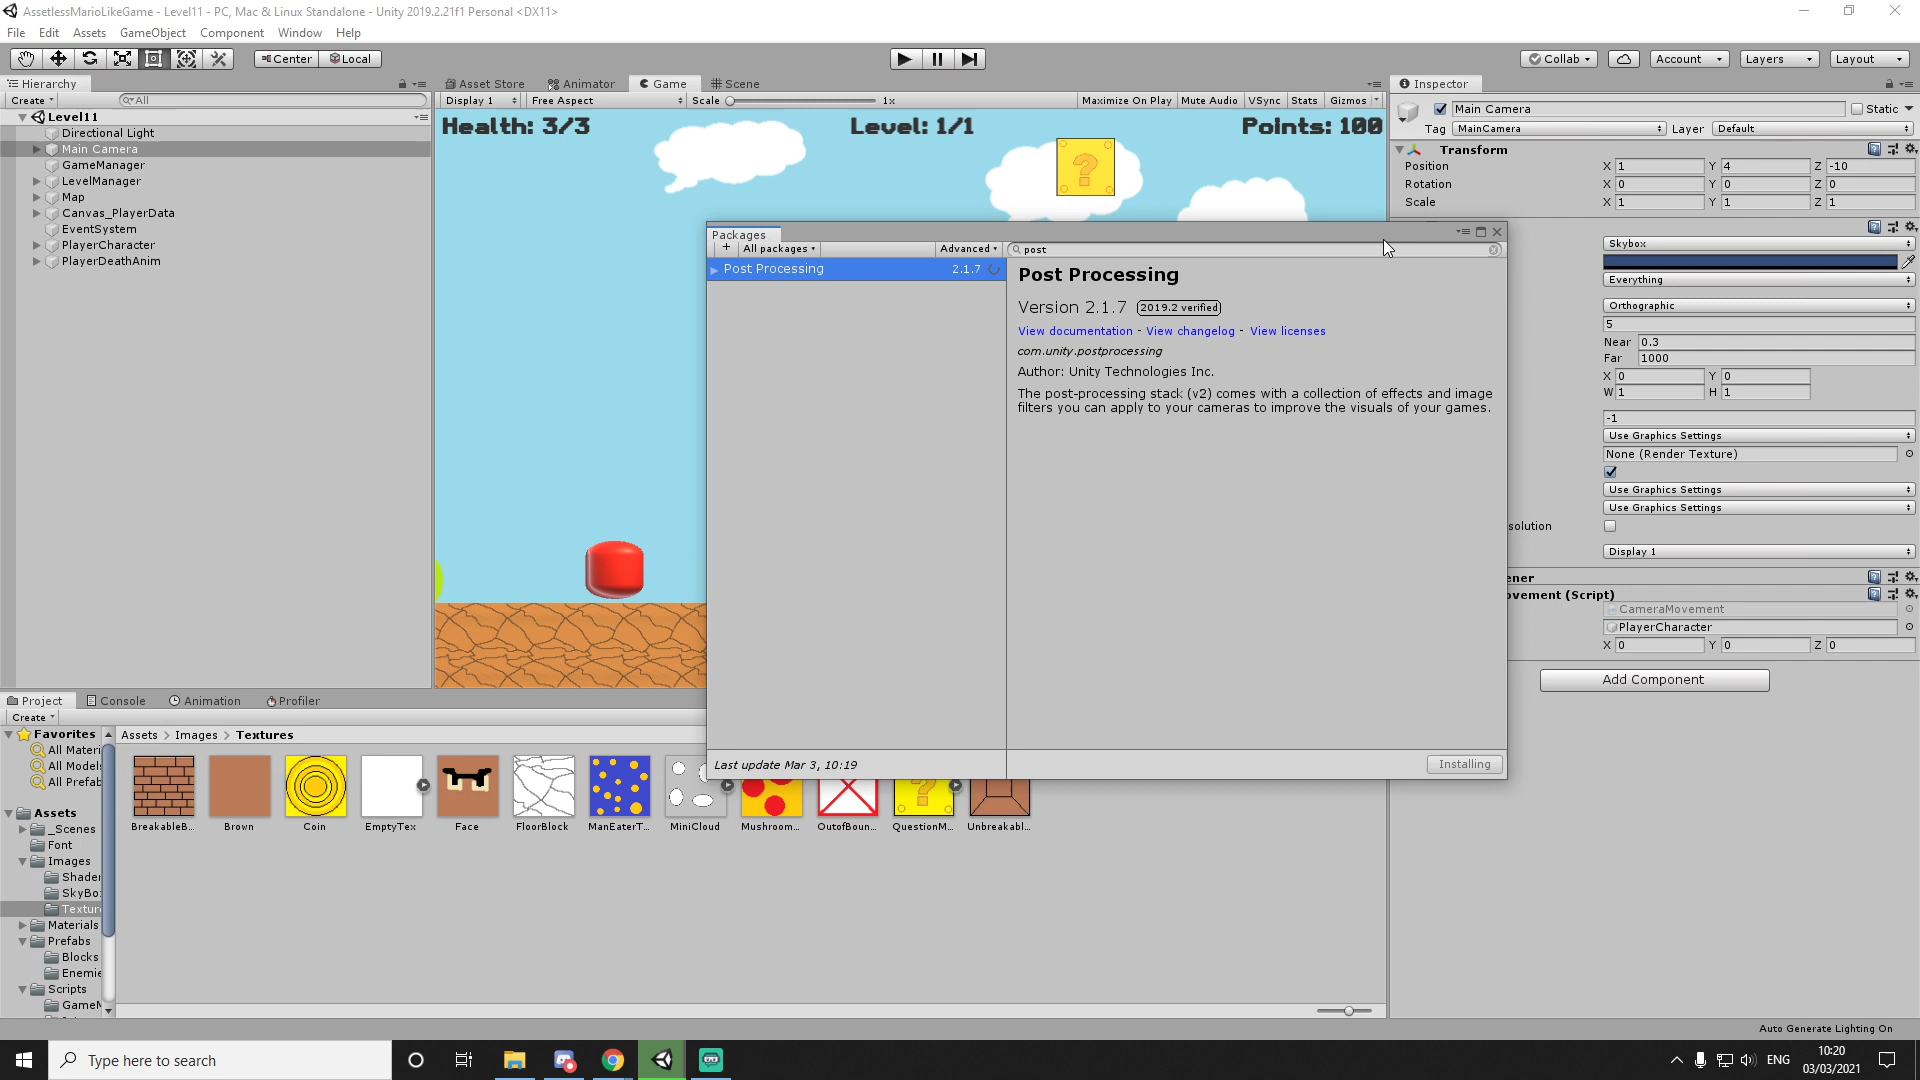 AssetlessMarioLikeGame - Level11 - PC, Mac & Linux Standalone - Unity 2019.2.21f1 Personal <DX11>
File Edit Assets GameObject Component Window Help
Center Local
Collab Account Layers Layout
Hierarchy
Create All
Level11
Directional Light
Main Camera
GameManager
LevelManager
Map
Canvas_PlayerData
EventSystem
PlayerCharacter
PlayerDeathAnim
Asset Store Animator Game Scene
Display 1 Free Aspect Scale 1x Maximize On Play Mute Audio VSync Stats Gizmos
Health: 3/3 Level: 1/1 Points: 100
?
Packages
+ All packages Advanced post
Post Processing 2.1.7
Post Processing
Version 2.1.7 2019.2 verified
View documentation - View changelog - View licenses
com.unity.postprocessing
Author: Unity Technologies Inc.
The post-processing stack (v2) comes with a collection of effects and image
filters you can apply to your cameras to improve the visuals of your games.
Last update Mar 3, 10:19
Installing
Inspector
Main Camera Static
Tag MainCamera Layer Default
Transform
Position X 1 Y 4 Z -10
Rotation X 0 Y 0 Z 0
Scale X 1 Y 1 Z 1
Skybox
Everything
Orthographic
5
Near 0.3
Far 1000
X 0 Y 0
W 1 H 1
-1
Use Graphics Settings
None (Render Texture)
Use Graphics Settings
Use Graphics Settings
solution
Display 1
ener
ovement (Script)
CameraMovement
PlayerCharacter
X 0 Y 0 Z 0
Add Component
Project Console Animation Profiler
Create
Favorites
All Materi
All Models
All Prefab
Assets
_Scenes
Font
Images
Shader
SkyBo
Textur
Materials
Prefabs
Blocks
Enemie
Scripts
GameM
Assets > Images > Textures
BreakableB... Brown Coin EmptyTex Face FloorBlock ManEaterT... MiniCloud Mushroom... OutofBoun... QuestionM... Unbreakabl...
Auto Generate Lighting On
Type here to search
ENG
10:20
03/03/2021